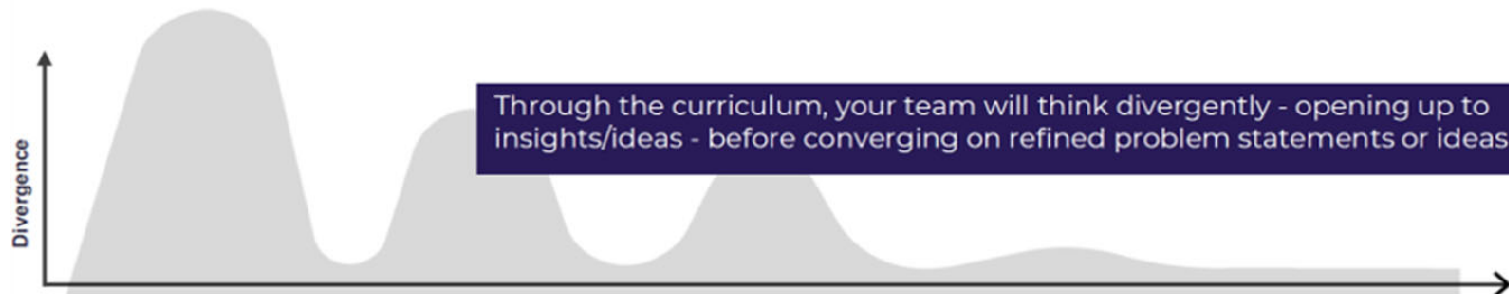 Through the curriculum, your team will think divergently - opening up to
insights/ideas - before converging on refined problem statements or ideas
Divergence